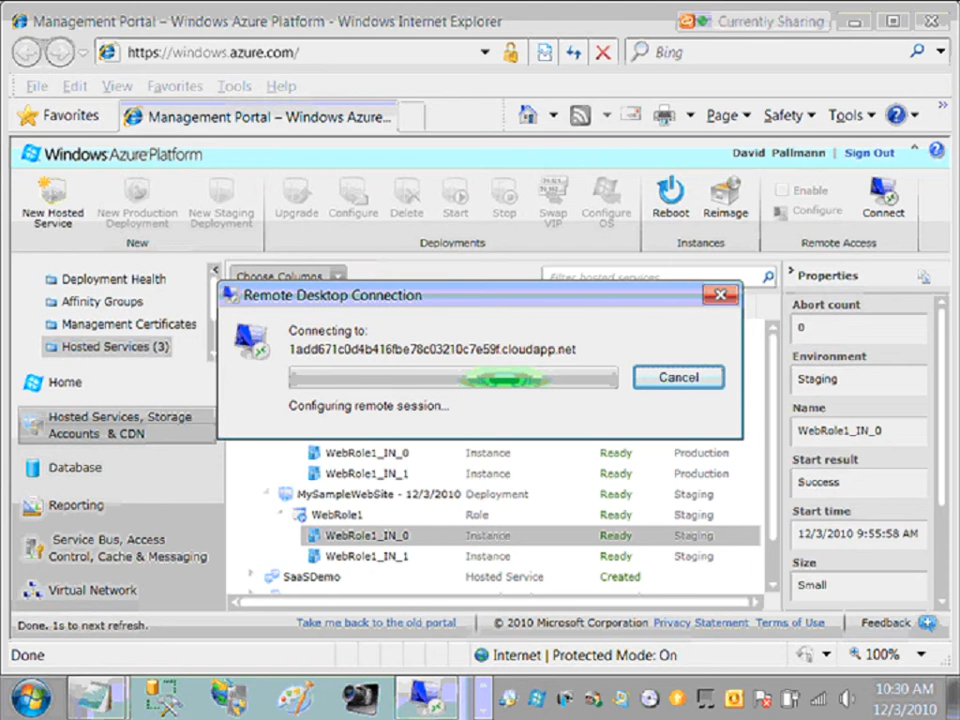 Management Portal – Windows Azure Platform - Windows Internet Explorer
Currently Sharing
https://windows.azure.com/
Bing
File Edit View Favorites Tools Help
Favorites
Management Portal – Windows Azure...
Page Safety Tools
Windows Azure Platform
David Pallmann | Sign Out
New Hosted Service
New Production Deployment
New Staging Deployment
Upgrade
Configure
Delete
Start
Stop
Swap VIP
Configure OS
Reboot
Reimage
Enable
Configure
Connect
New
Deployments
Instances
Remote Access
Deployment Health
Affinity Groups
Management Certificates
Hosted Services (3)
Home
Hosted Services, Storage Accounts & CDN
Database
Reporting
Service Bus, Access Control, Cache & Messaging
Virtual Network
Choose Columns
Filter hosted services
Remote Desktop Connection
Connecting to:
1add671c0d4b416fbe78c03210c7e59f.cloudapp.net
Cancel
Configuring remote session...
WebRole1_IN_0 Instance Ready Production
WebRole1_IN_1 Instance Ready Production
MySampleWebSite - 12/3/2010 Deployment Ready Staging
WebRole1 Role Ready Staging
WebRole1_IN_0 Instance Ready Staging
WebRole1_IN_1 Instance Ready Staging
SaaSDemo Hosted Service Created
Properties
Abort count
0
Environment
Staging
Name
WebRole1_IN_0
Start result
Success
Start time
12/3/2010 9:55:58 AM
Size
Small
Done. 1s to next refresh.
Take me back to the old portal
© 2010 Microsoft Corporation Privacy Statement Terms of Use
Feedback
Done
Internet | Protected Mode: On
100%
10:30 AM
12/3/2010